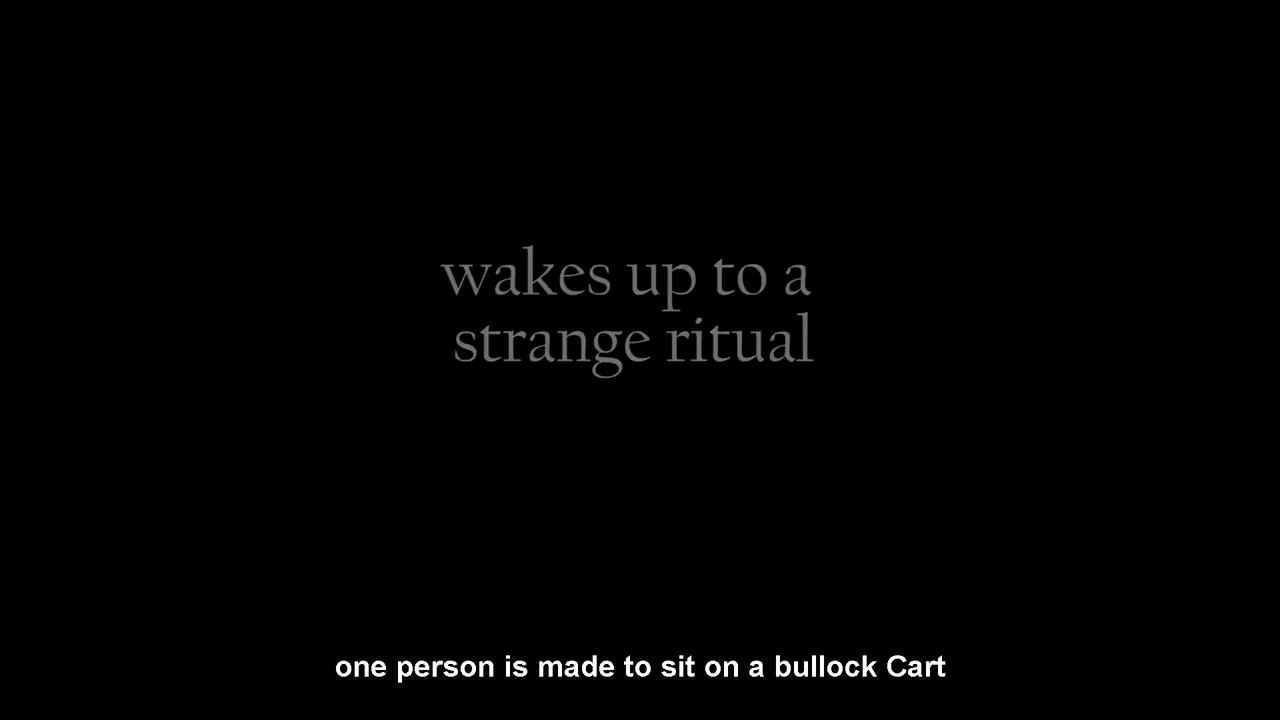 wakes up to a
strange ritual
one person is made to sit on a bullock Cart